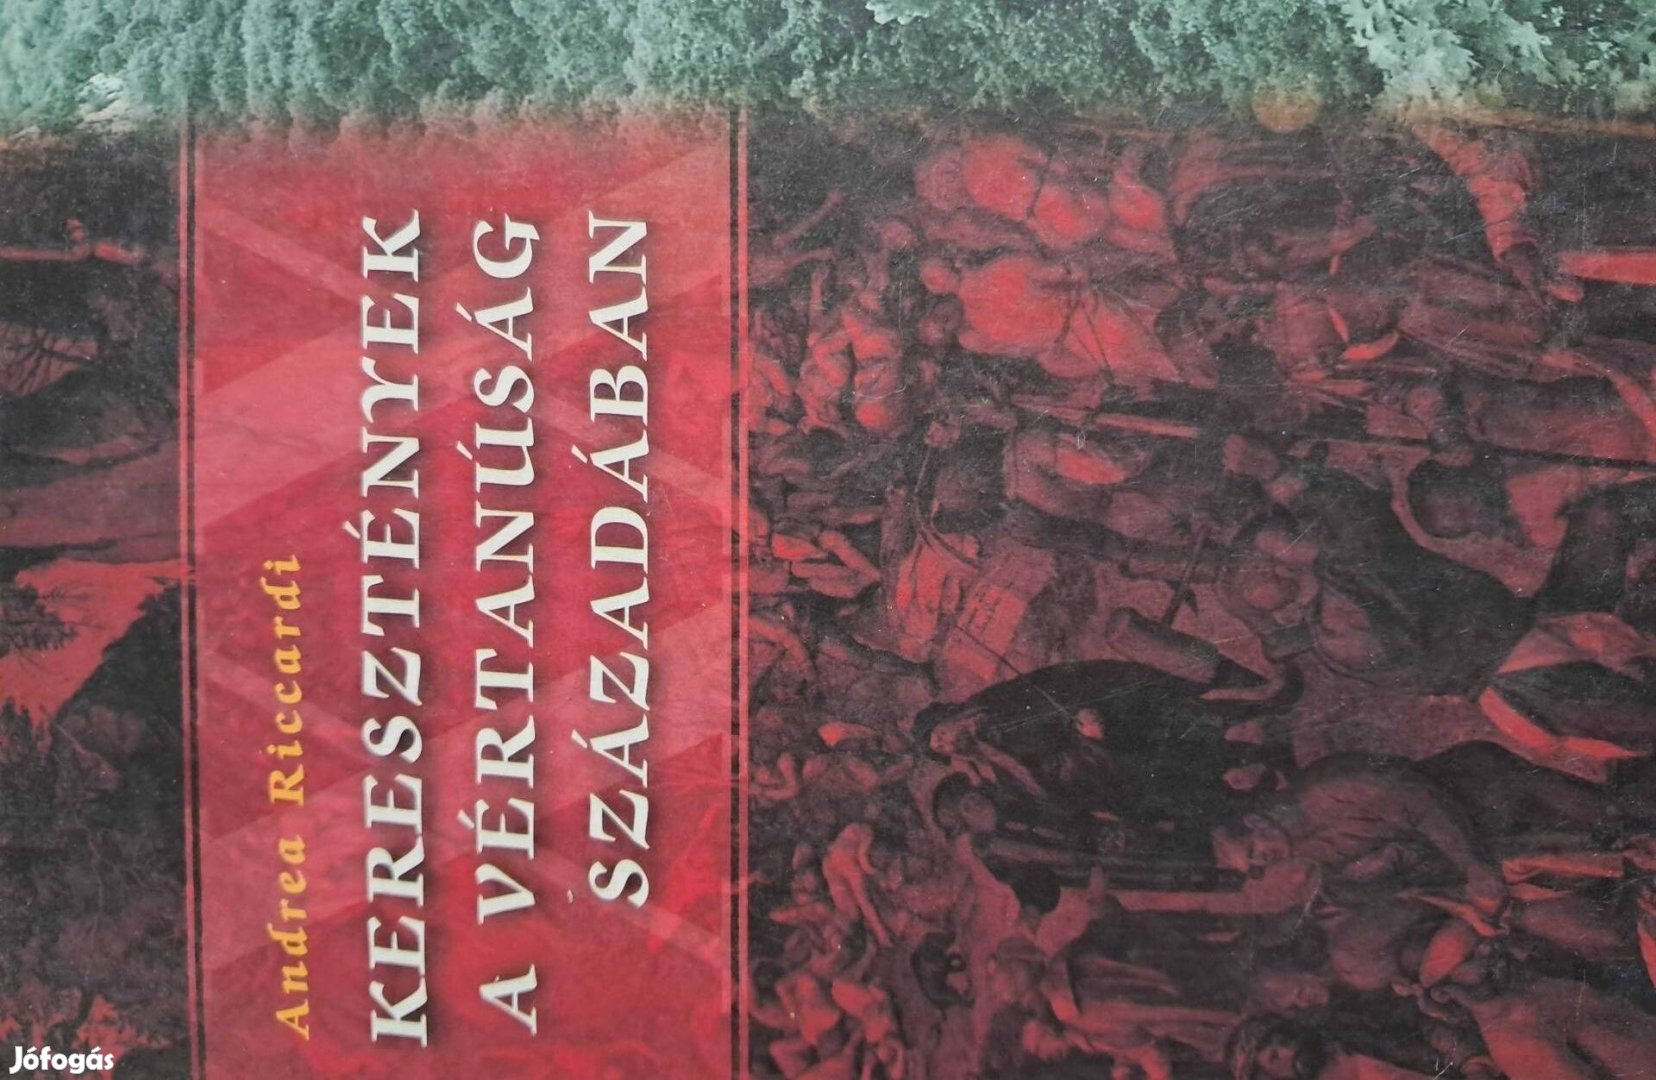 Andrea Riccardi
KERESZTÉNYEK
A VÉRTANÚSÁG
SZÁZADÁBAN
Jófogás